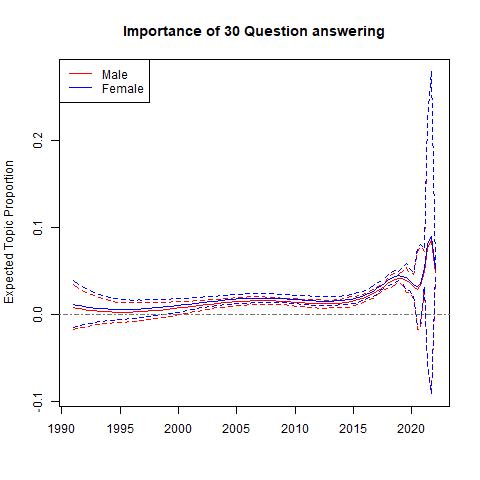 Importance of 30 Question answering
Male
Female
Expected Topic Proportion
0.2
0.1
0.0
-0.1
1990 1995 2000 2005 2010 2015 2020